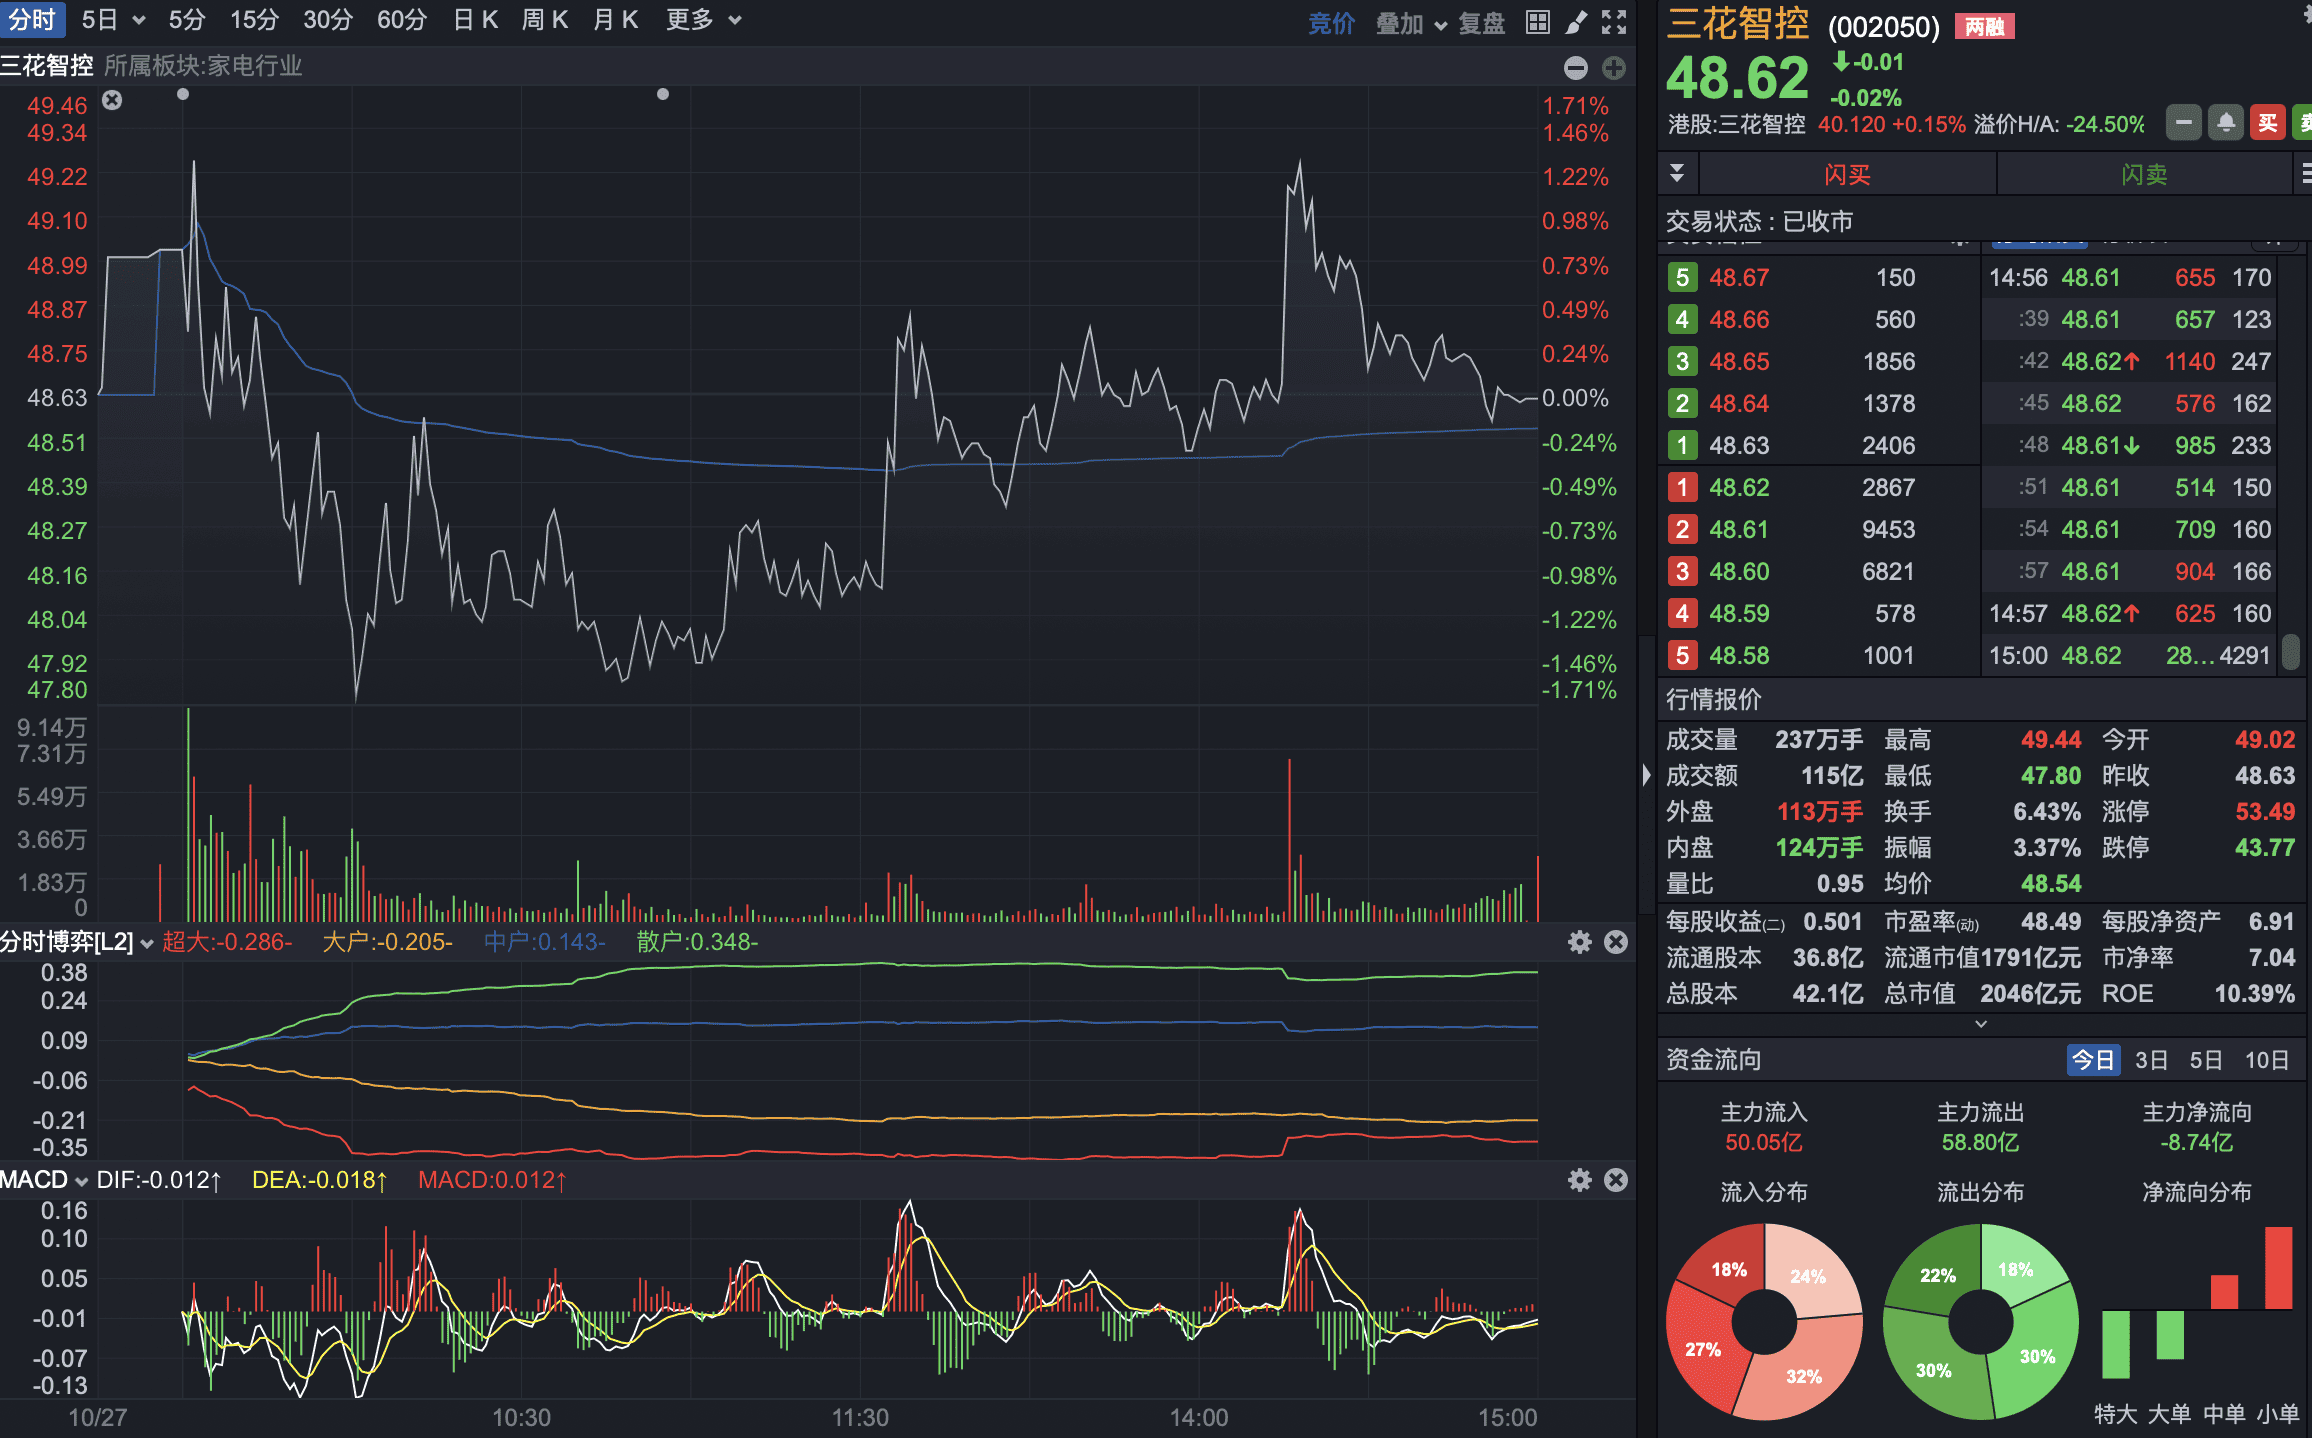 分时 5日 5分 15分 30分 60分 日K 周K 月K 更多 竞价 叠加 复盘
三花智控 所属板块:家电行业
49.46 1.71%
49.34 1.46%
49.22 1.22%
49.10 0.98%
48.99 0.73%
48.87 0.49%
48.75 0.24%
48.63 0.00%
48.51 -0.24%
48.39 -0.49%
48.27 -0.73%
48.16 -0.98%
48.04 -1.22%
47.92 -1.46%
47.80 -1.71%
9.14万
7.31万
5.49万
3.66万
1.83万
0
分时博弈[L2] 超大:-0.286- 大户:-0.205- 中户:0.143- 散户:0.348-
0.38
0.24
0.09
-0.06
-0.21
-0.35
MACD DIF:-0.012↑ DEA:-0.018↑ MACD:0.012↑
0.16
0.10
0.05
-0.01
-0.07
-0.13
10/27 10:30 11:30 14:00 15:00
三花智控 (002050) 两融
48.62 ↓-0.01
-0.02%
港股:三花智控 40.120 +0.15% 溢价H/A: -24.50% 买
闪买 闪卖
交易状态 : 已收市
5 48.67 150 14:56 48.61 655 170
4 48.66 560 :39 48.61 657 123
3 48.65 1856 :42 48.62↑ 1140 247
2 48.64 1378 :45 48.62 576 162
1 48.63 2406 :48 48.61↓ 985 233
1 48.62 2867 :51 48.61 514 150
2 48.61 9453 :54 48.61 709 160
3 48.60 6821 :57 48.61 904 166
4 48.59 578 14:57 48.62↑ 625 160
5 48.58 1001 15:00 48.62 28... 4291
行情报价
成交量 237万手 最高 49.44 今开 49.02
成交额 115亿 最低 47.80 昨收 48.63
外盘 113万手 换手 6.43% 涨停 53.49
内盘 124万手 振幅 3.37% 跌停 43.77
量比 0.95 均价 48.54
每股收益(二) 0.501 市盈率(动) 48.49 每股净资产 6.91
流通股本 36.8亿 流通市值 1791亿元 市净率 7.04
总股本 42.1亿 总市值 2046亿元 ROE 10.39%
资金流向 今日 3日 5日 10日
主力流入 主力流出 主力净流向
50.05亿 58.80亿 -8.74亿
流入分布 流出分布 净流向分布
18% 24% 27% 32%
22% 18% 30% 30%
特大 大单 中单 小单